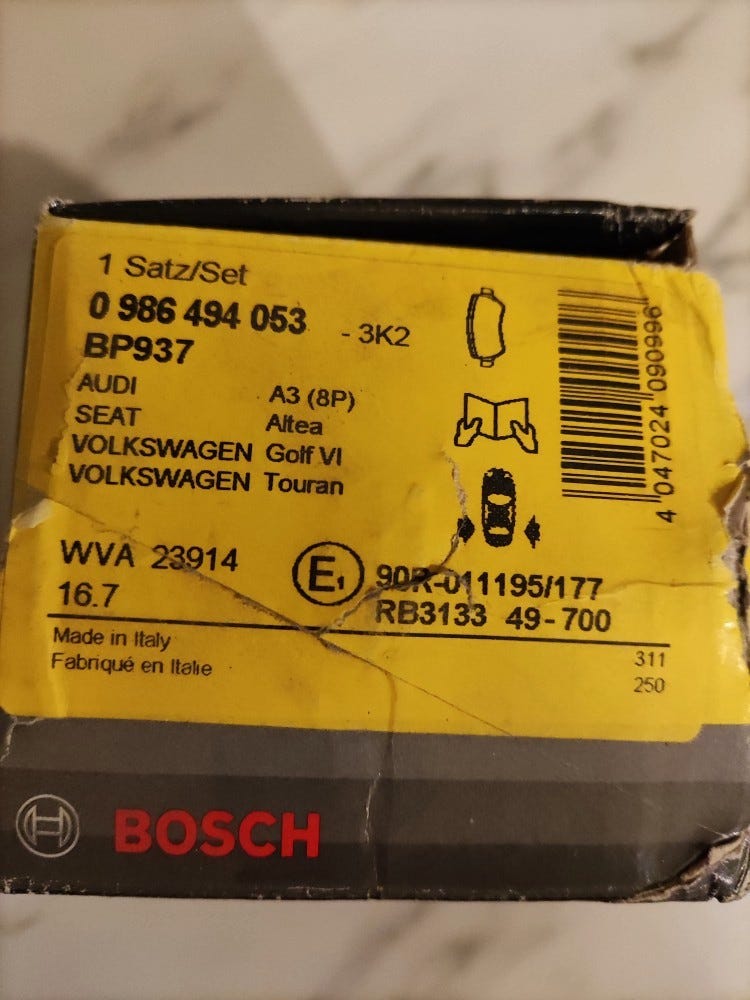 1 Satz/Set
0 986 494 053 - 3K2
BP937
AUDI A3 (8P)
SEAT Altea
VOLKSWAGEN Golf VI
VOLKSWAGEN Touran
4 047024 090996
WVA 23914
16.7
E1 90R-011195/177
RB3133 49-700
Made in Italy
Fabriqué en Italie
311
250
BOSCH